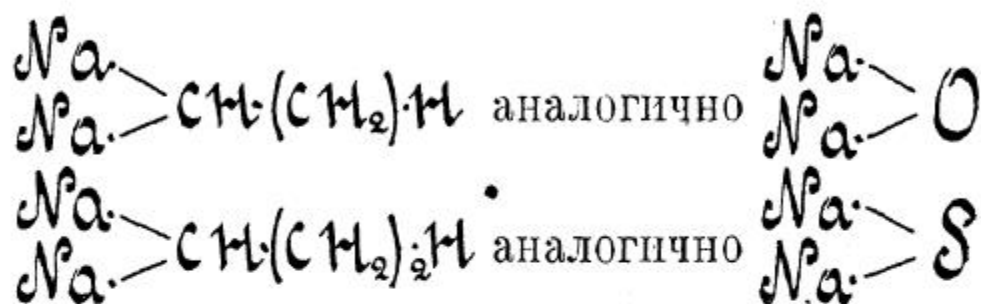 Na·
Na· CH·(CH₂)·H аналогично Na· Na· O
Na·
Na· CH·(CH₂)·₂H аналогично Na· Na· S